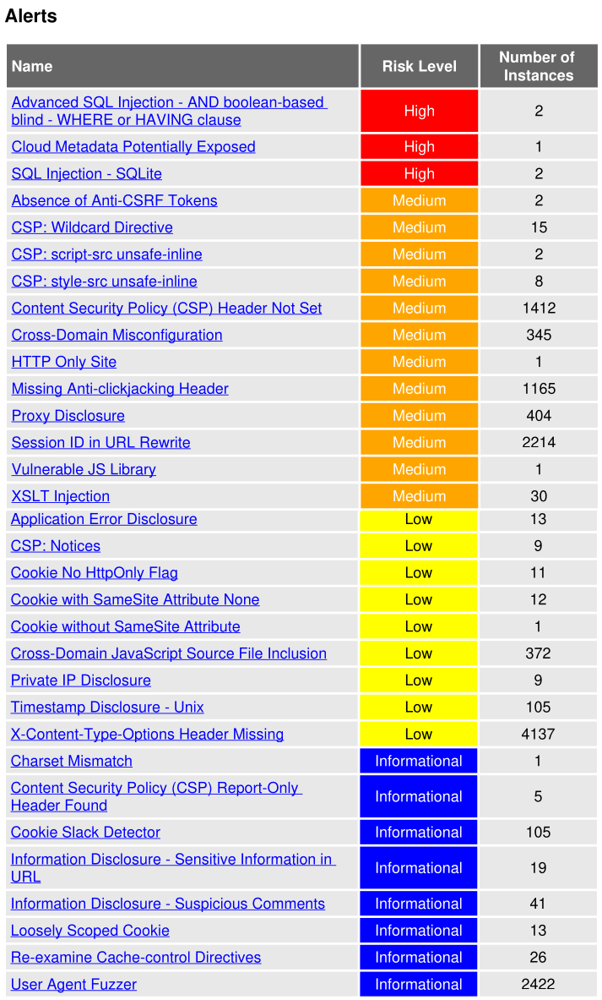 Alerts
Name Risk Level Number of
Instances
Advanced SQL Injection - AND boolean-based
blind - WHERE or HAVING clause High 2
Cloud Metadata Potentially Exposed High 1
SQL Injection - SQLite High 2
Absence of Anti-CSRF Tokens Medium 2
CSP: Wildcard Directive Medium 15
CSP: script-src unsafe-inline Medium 2
CSP: style-src unsafe-inline Medium 8
Content Security Policy (CSP) Header Not Set Medium 1412
Cross-Domain Misconfiguration Medium 345
HTTP Only Site Medium 1
Missing Anti-clickjacking Header Medium 1165
Proxy Disclosure Medium 404
Session ID in URL Rewrite Medium 2214
Vulnerable JS Library Medium 1
XSLT Injection Medium 30
Application Error Disclosure Low 13
CSP: Notices Low 9
Cookie No HttpOnly Flag Low 11
Cookie with SameSite Attribute None Low 12
Cookie without SameSite Attribute Low 1
Cross-Domain JavaScript Source File Inclusion Low 372
Private IP Disclosure Low 9
Timestamp Disclosure - Unix Low 105
X-Content-Type-Options Header Missing Low 4137
Charset Mismatch Informational 1
Content Security Policy (CSP) Report-Only
Header Found Informational 5
Cookie Slack Detector Informational 105
Information Disclosure - Sensitive Information in
URL Informational 19
Information Disclosure - Suspicious Comments Informational 41
Loosely Scoped Cookie Informational 13
Re-examine Cache-control Directives Informational 26
User Agent Fuzzer Informational 2422